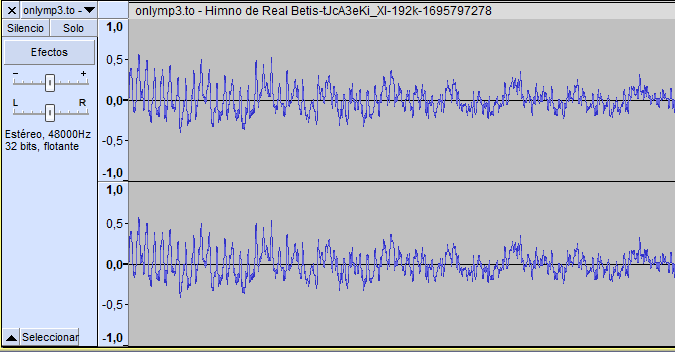 onlymp3.to -
onlymp3.to - Himno de Real Betis-tJcA3eKi_XI-192k-1695797278
Silencio Solo
Efectos
- +
L R
Estéreo, 48000Hz
32 bits, flotante
Seleccionar
1,0
0,5
0,0
-0,5
-1,0
1,0
0,5
0,0
-0,5
-1,0